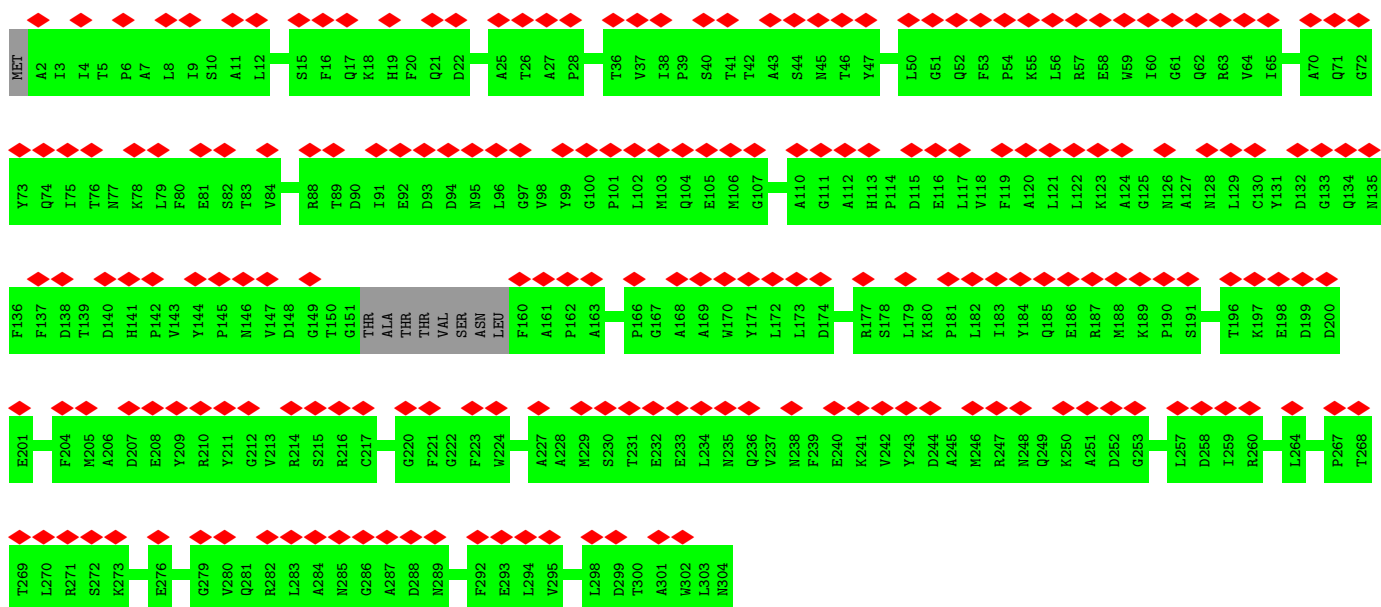 MET A2 I3 I4 T5 P6 A7 L8 I9 S10 A11 L12 S15 F16 Q17 K18 H19 F20 Q21 D22 A25 T26 A27 P28 T36 V37 I38 P39 S40 T41 T42 A43 S44 N45 T46 Y47 L50 G51 Q52 F53 P54 K55 L56 R57 E58 W59 I60 G61 Q62 R63 V64 I65 A70 Q71 G72
Y73 Q74 I75 T76 N77 K78 L79 F80 E81 S82 T83 V84 R88 T89 D90 I91 E92 D93 D94 N95 L96 G97 V98 Y99 G100 P101 L102 M103 Q104 E105 M106 G107 A110 G111 A112 H113 P114 D115 E116 L117 V118 F119 A120 L121 L122 K123 A124 G125 N126 A127 N128 L129 C130 Y131 D132 G133 Q134 N135
F136 F137 D138 T139 D140 H141 P142 V143 Y144 P145 N146 V147 D148 G149 T150 G151 THR ALA THR THR VAL SER ASN LEU F160 A161 P162 A163 P166 G167 A168 A169 W170 Y171 L172 L173 D174 R177 S178 L179 K180 P181 L182 I183 Y184 Q185 E186 R187 M188 K189 P190 S191 T196 K197 E198 D199 D200
E201 F204 M205 A206 D207 E208 Y209 R210 Y211 G212 V213 R214 S215 R216 C217 G220 F221 G222 F223 W224 A227 A228 M229 S230 T231 E232 E233 L234 N235 Q236 V237 N238 F239 E240 K241 V242 Y243 D244 A245 M246 R247 N248 Q249 K250 A251 D252 G253 L257 D258 I259 R260 L264 P267 T268
T269 L270 R271 S272 K273 E276 G279 V280 Q281 R282 L283 A284 N285 G286 A287 D288 N289 F292 E293 L294 V295 L298 D299 T300 A301 W302 L303 N304